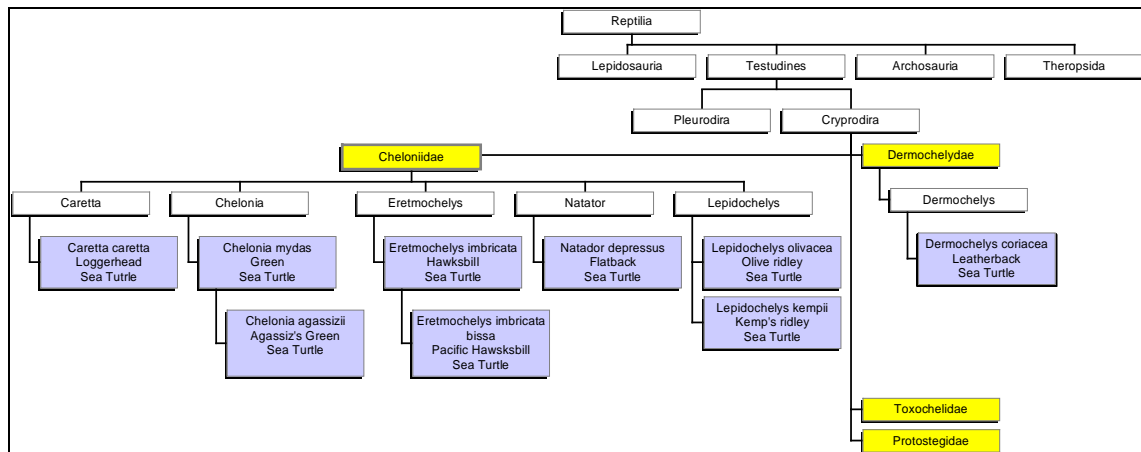 Reptilia
Lepidosauria
Testudines
Archosauria
Theropsida
Pleurodira
Cryprodira
Cheloniidae
Dermochelydae
Caretta
Chelonia
Eretmochelys
Natator
Lepidochelys
Dermochelys
Caretta caretta
Loggerhead
Sea Tutrle
Chelonia mydas
Green
Sea Turtle
Eretmochelys imbricata
Hawksbill
Sea Turtle
Natador depressus
Flatback
Sea Turtle
Lepidochelys olivacea
Olive ridley
Sea Turtle
Dermochelys coriacea
Leatherback
Sea Turtle
Chelonia agassizii
Agassiz's Green
Sea Turtle
Eretmochelys imbricata
bissa
Pacific Hawsksbill
Sea Turtle
Lepidochelys kempii
Kemp's ridley
Sea Turtle
Toxochelidae
Protostegidae